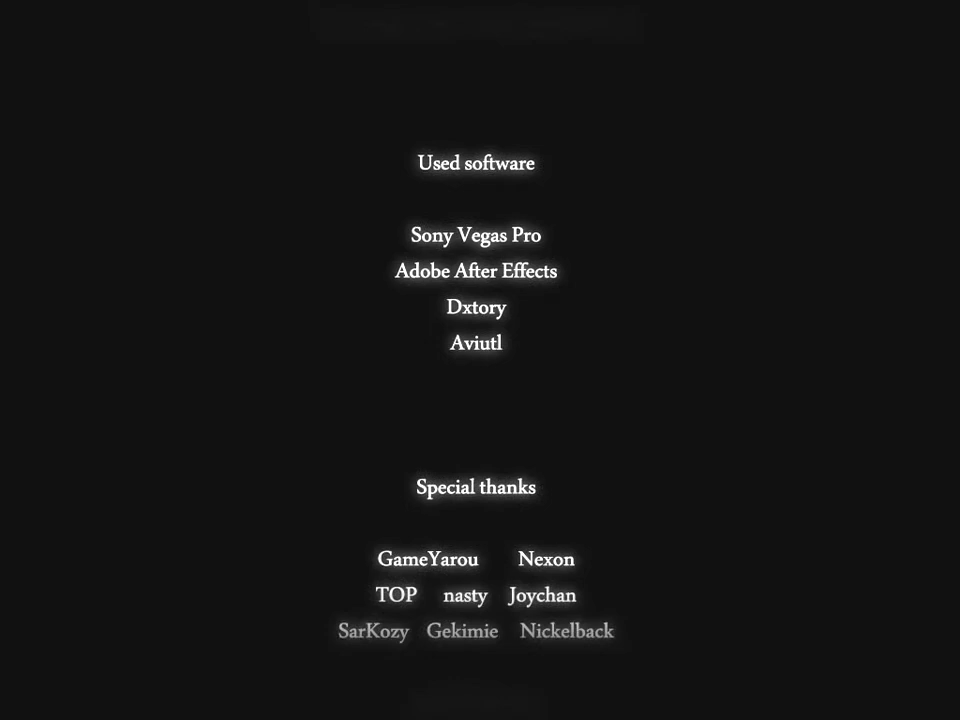 Used software
Sony Vegas Pro
Adobe After Effects
Dxtory
Aviutl
Special thanks
GameYarou Nexon
TOP nasty Joychan
SarKozy Gekimie Nickelback